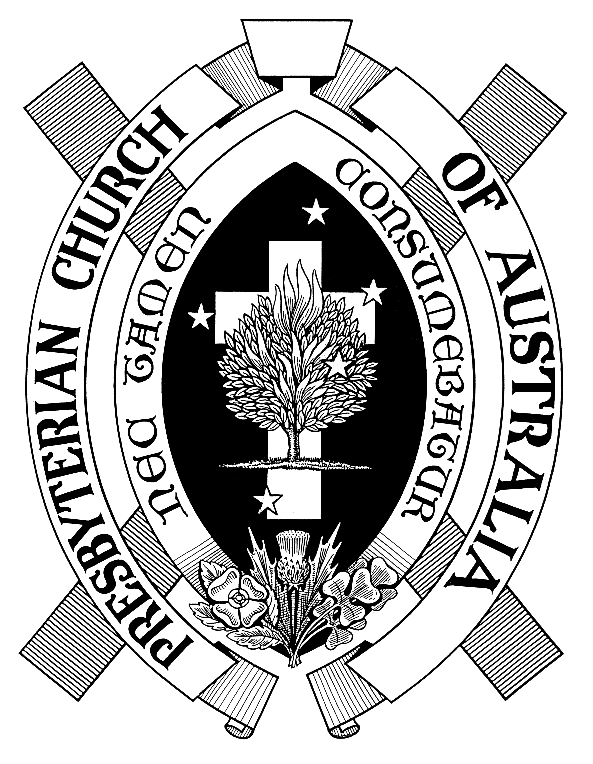 PRESBYTERIAN CHURCH
OF AUSTRALIA
NEC TAMEN
CONSUMEBATUR